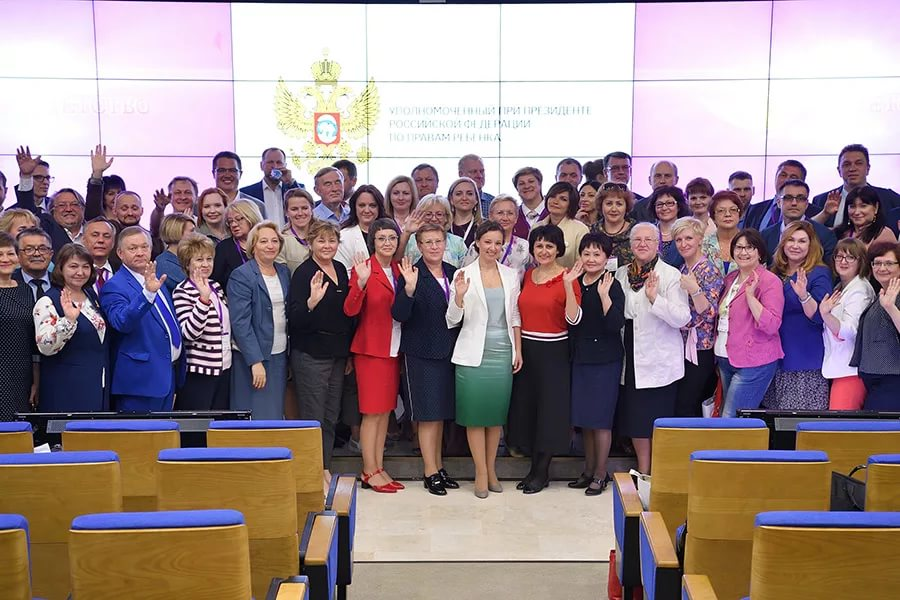 УПОЛНОМОЧЕННЫЙ ПРИ ПРЕЗИДЕНТЕ
РОССИЙСКОЙ ФЕДЕРАЦИИ
ПО ПРАВАМ РЕБЕНКА